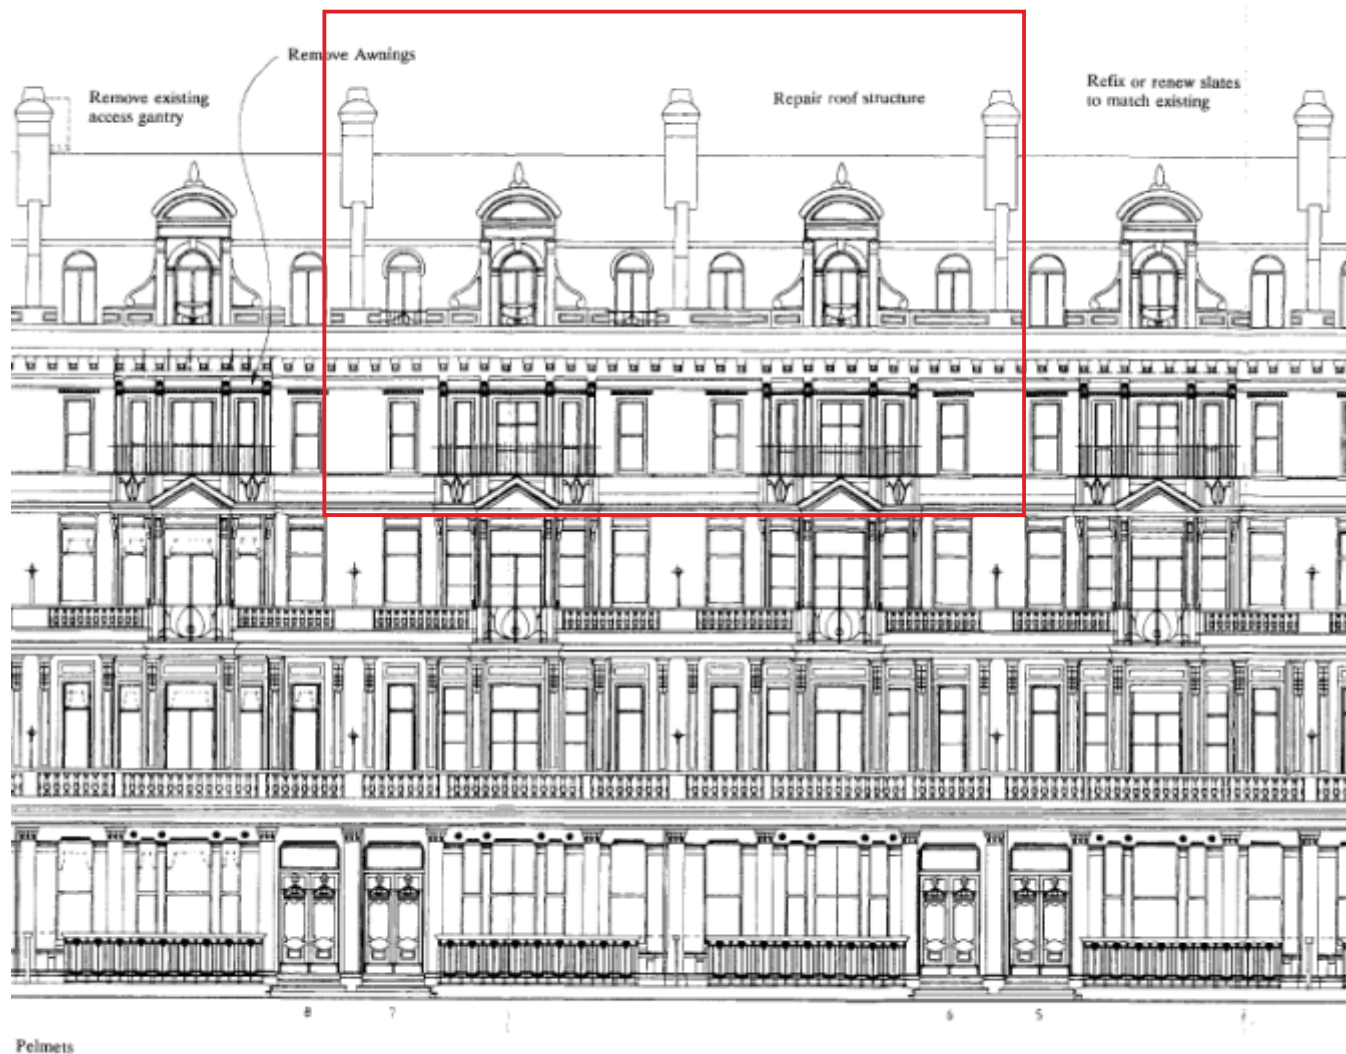 Remove Awnings
Remove existing
access gantry
Repair roof structure
Refix or renew slates
to match existing
8 7 6 5
Pelmets